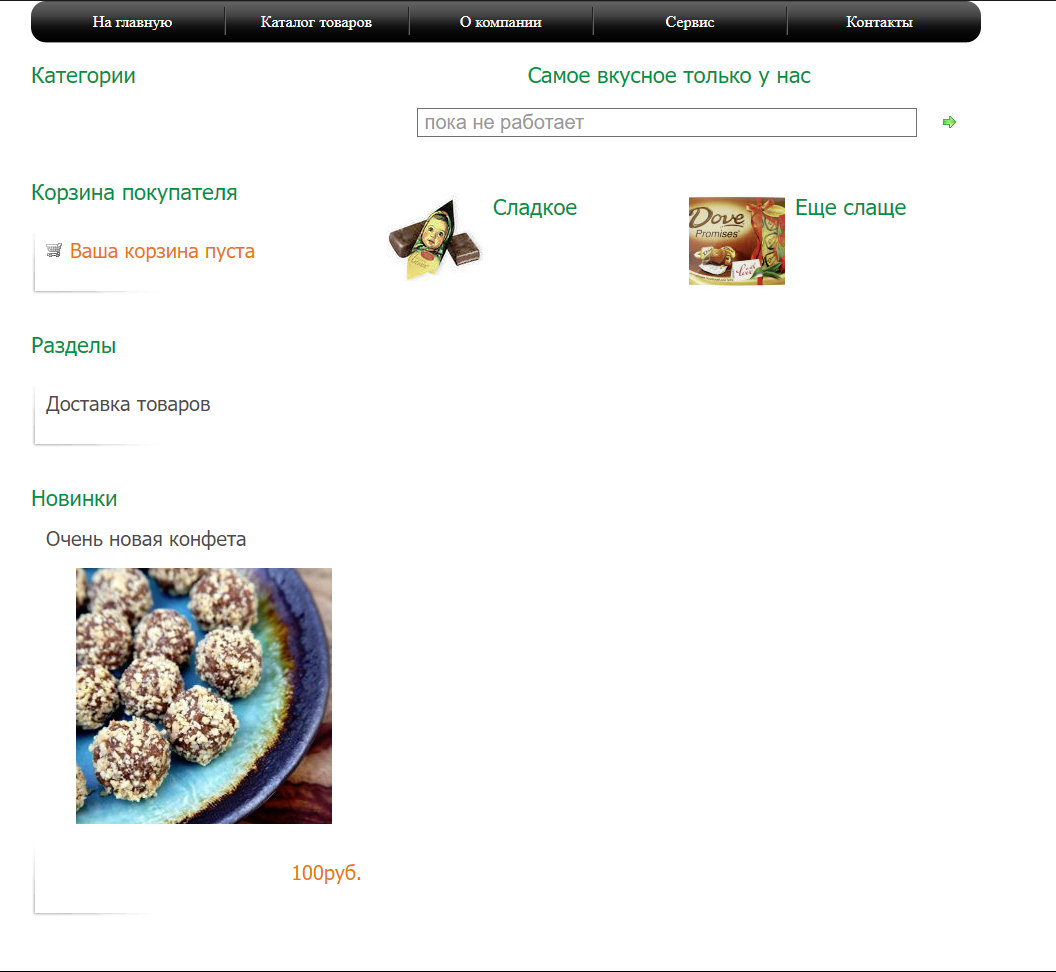 На главную
Каталог товаров
О компании
Сервис
Контакты
Категории
Самое вкусное только у нас
пока не работает
Корзина покупателя
Ваша корзина пуста
Сладкое
Dove
Promises
Еще слаще
Разделы
Доставка товаров
Новинки
Очень новая конфета
100руб.